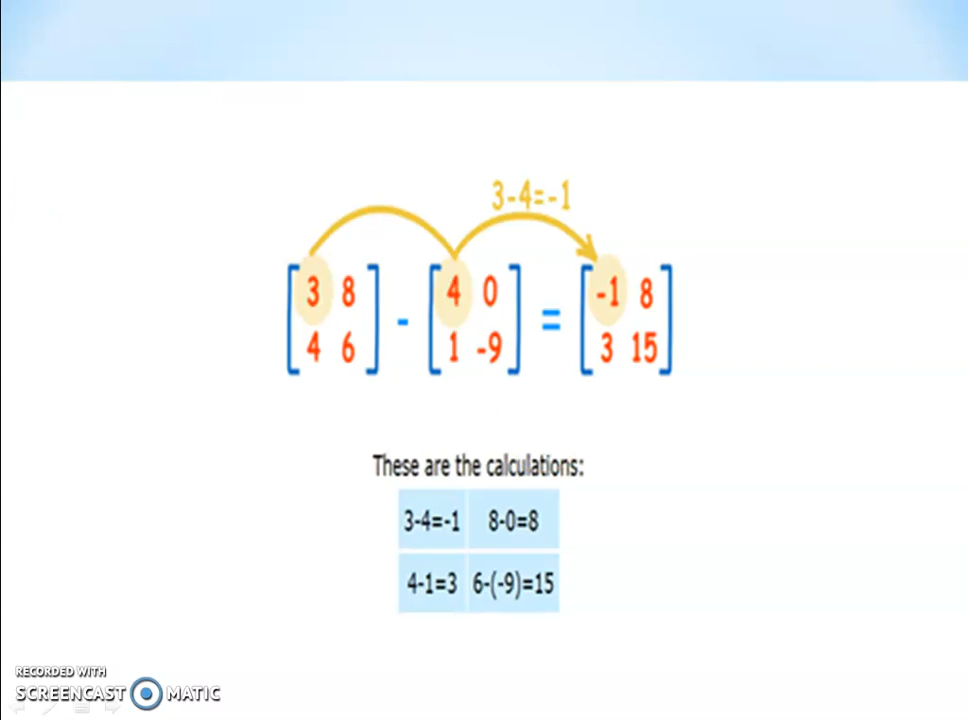 3-4=-1
3 8 - 4 0 = -1 8
4 6 1 -9 3 15
These are the calculations:
3-4=-1 8-0=8
4-1=3 6-(-9)=15
RECORDED WITH
SCREENCAST MATIC